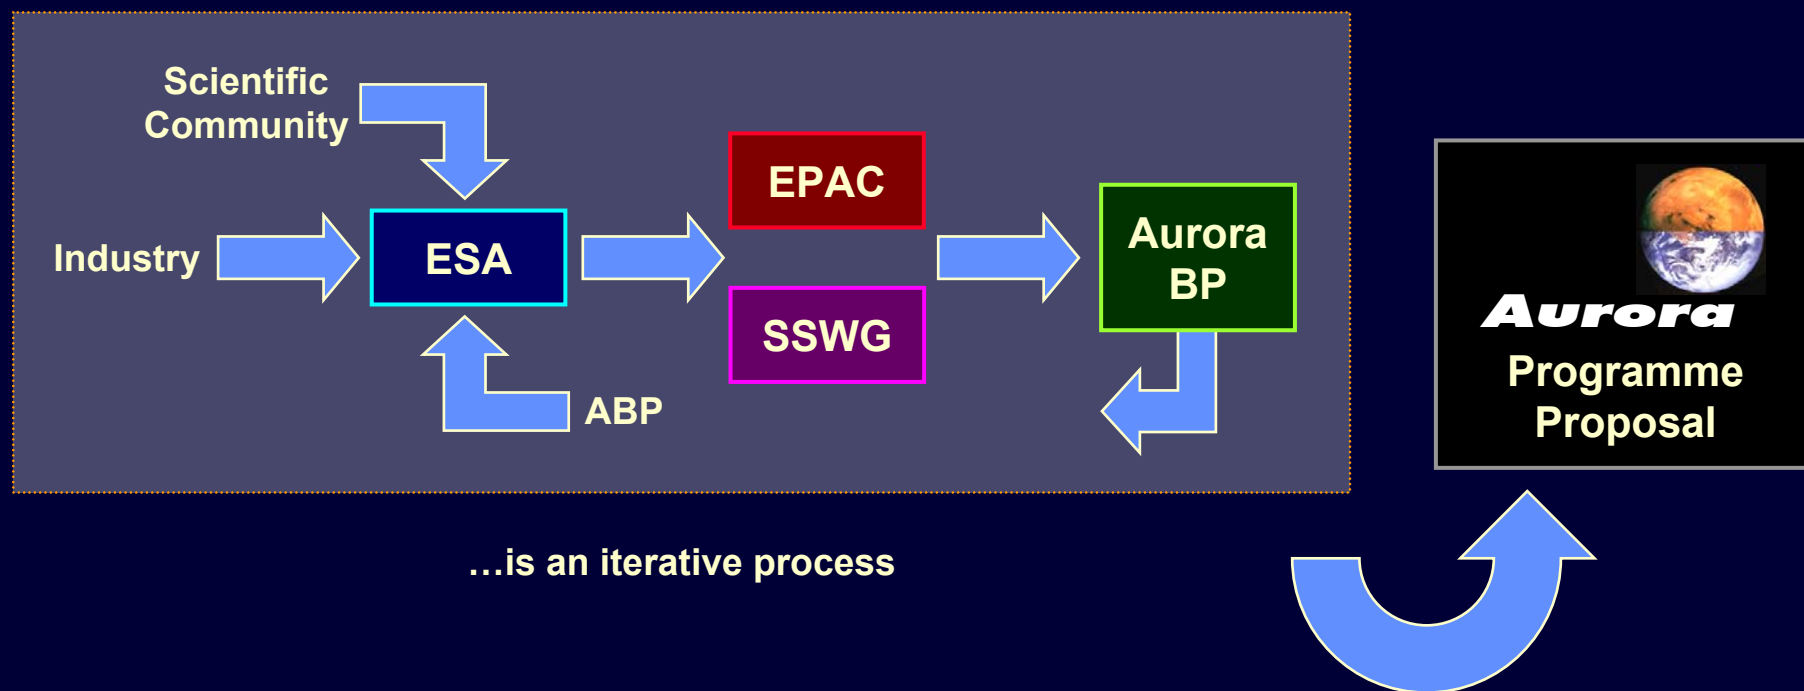 Scientific
Community
Industry
ESA
ABP
EPAC
SSWG
Aurora
BP
Aurora
Programme
Proposal
…is an iterative process